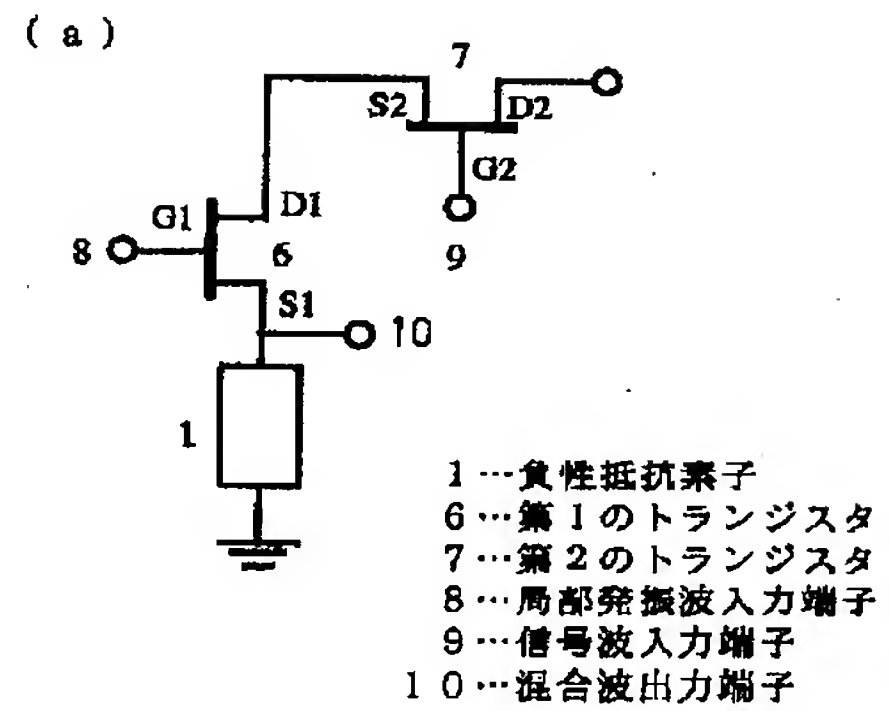 (a)
7
S2
D2
G2
G1
D1
8
6
9
S1
10
1
1…負性抵抗素子
6…第1のトランジスタ
7…第2のトランジスタ
8…局部発振波入力端子
9…信号波入力端子
10…混合波出力端子